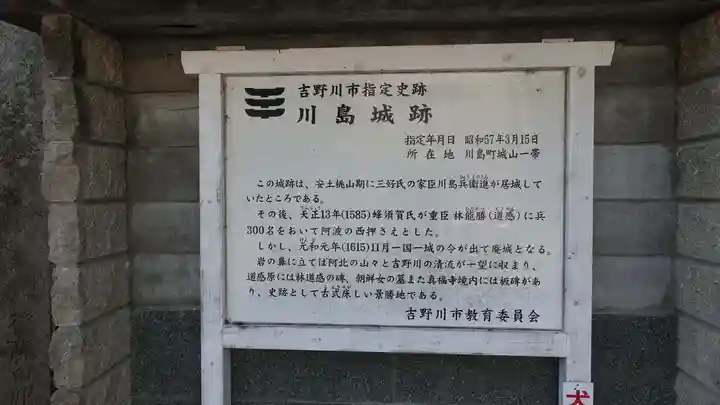 吉野川市指定史跡
川島城跡
指定年月日 昭和57年3月15日
所在地 川島町城山一帯
この城跡は、安土桃山期に三好氏の家臣川島兵衛進が居城して
いたところである。
その後、天正13年(1585)蜂須賀氏が重臣林能勝(道感)に兵
300名をおいて阿波の西押さえとした。
しかし、元和元年(1615)11月一国一城の令が出て廃城となる。
岩の鼻に立てば阿北の山々と吉野川の清流が一望に収まり、
道感原には林道感の碑、朝鮮女の墓また真福寺境内には板碑があ
り、史跡として古式床しい景勝地である。
吉野川市教育委員会
犬